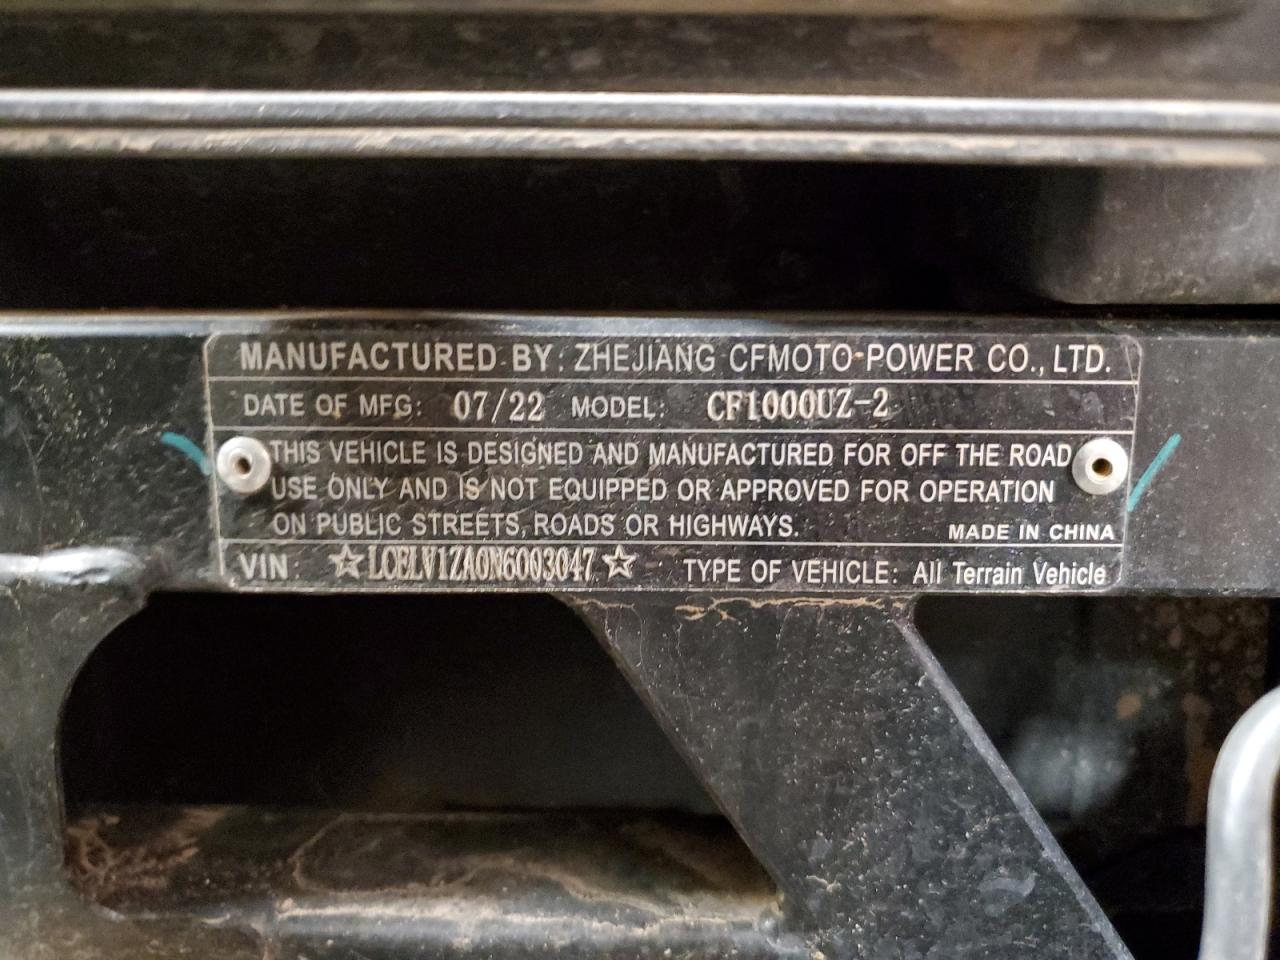 MANUFACTURED BY: ZHEJIANG CFMOTO-POWER CO., LTD.
DATE OF MFG: 07/22 MODEL: CF1000UZ-2
THIS VEHICLE IS DESIGNED AND MANUFACTURED FOR OFF THE ROAD
USE ONLY AND IS NOT EQUIPPED OR APPROVED FOR OPERATION
ON PUBLIC STREETS, ROADS OR HIGHWAYS. MADE IN CHINA
VIN: ☆LCELV1ZA0N6003047☆ TYPE OF VEHICLE: All Terrain Vehicle